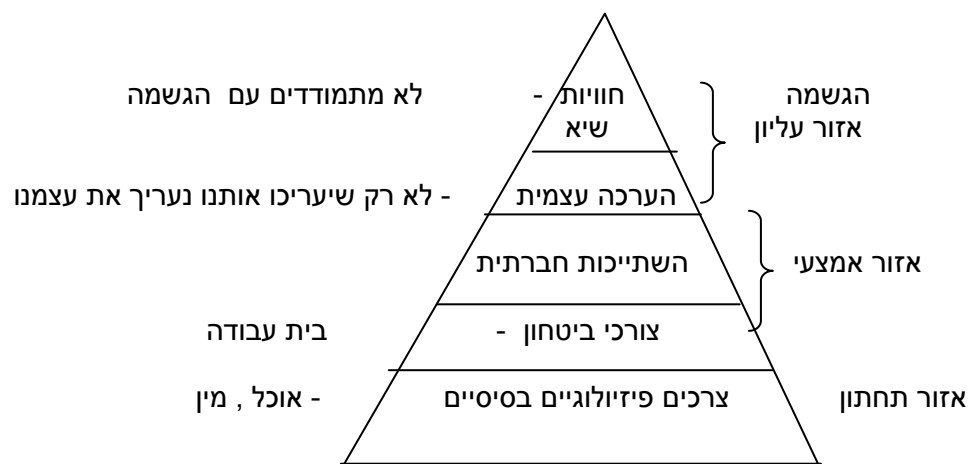 הגשמה חוויות - לא מתמודדים עם הגשמה
אזור עליון שיא
הערכה עצמית - לא רק שיעריכו אותנו נעריך את עצמנו
אזור אמצעי השתייכות חברתית
צורכי ביטחון - בית עבודה
אזור תחתון צרכים פיזיולוגיים בסיסיים - אוכל , מין